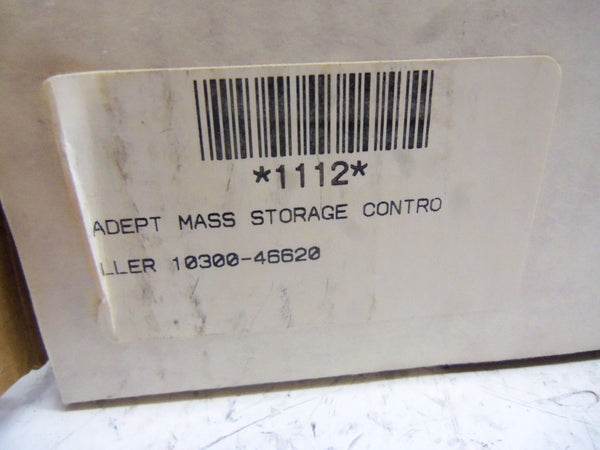 *1112*
ADEPT MASS STORAGE CONTRO
LLER 10300-46620